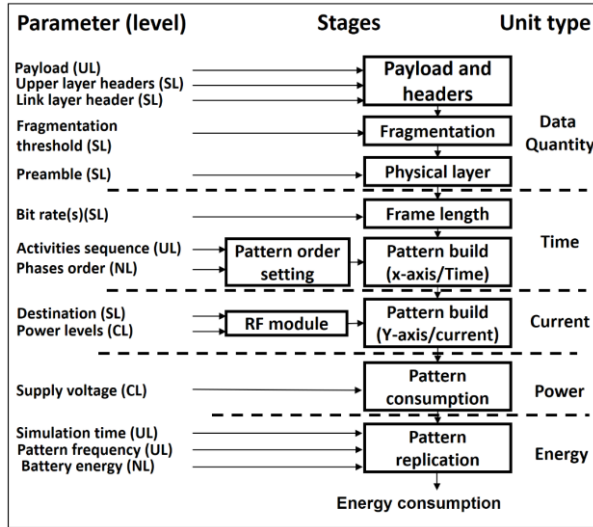 Parameter (level) Stages Unit type
Payload (UL)
Upper layer headers (SL)
Link layer header (SL)
Payload and
headers
Fragmentation
threshold (SL)
Fragmentation
Data
Quantity
Preamble (SL)
Physical layer
Bit rate(s)(SL)
Frame length
Activities sequence (UL)
Phases order (NL)
Pattern order
setting
Pattern build
(x-axis/Time)
Time
Destination (SL)
Power levels (CL)
RF module
Pattern build
(Y-axis/current)
Current
Supply voltage (CL)
Pattern
consumption
Power
Simulation time (UL)
Pattern frequency (UL)
Battery energy (NL)
Pattern
replication
Energy
Energy consumption